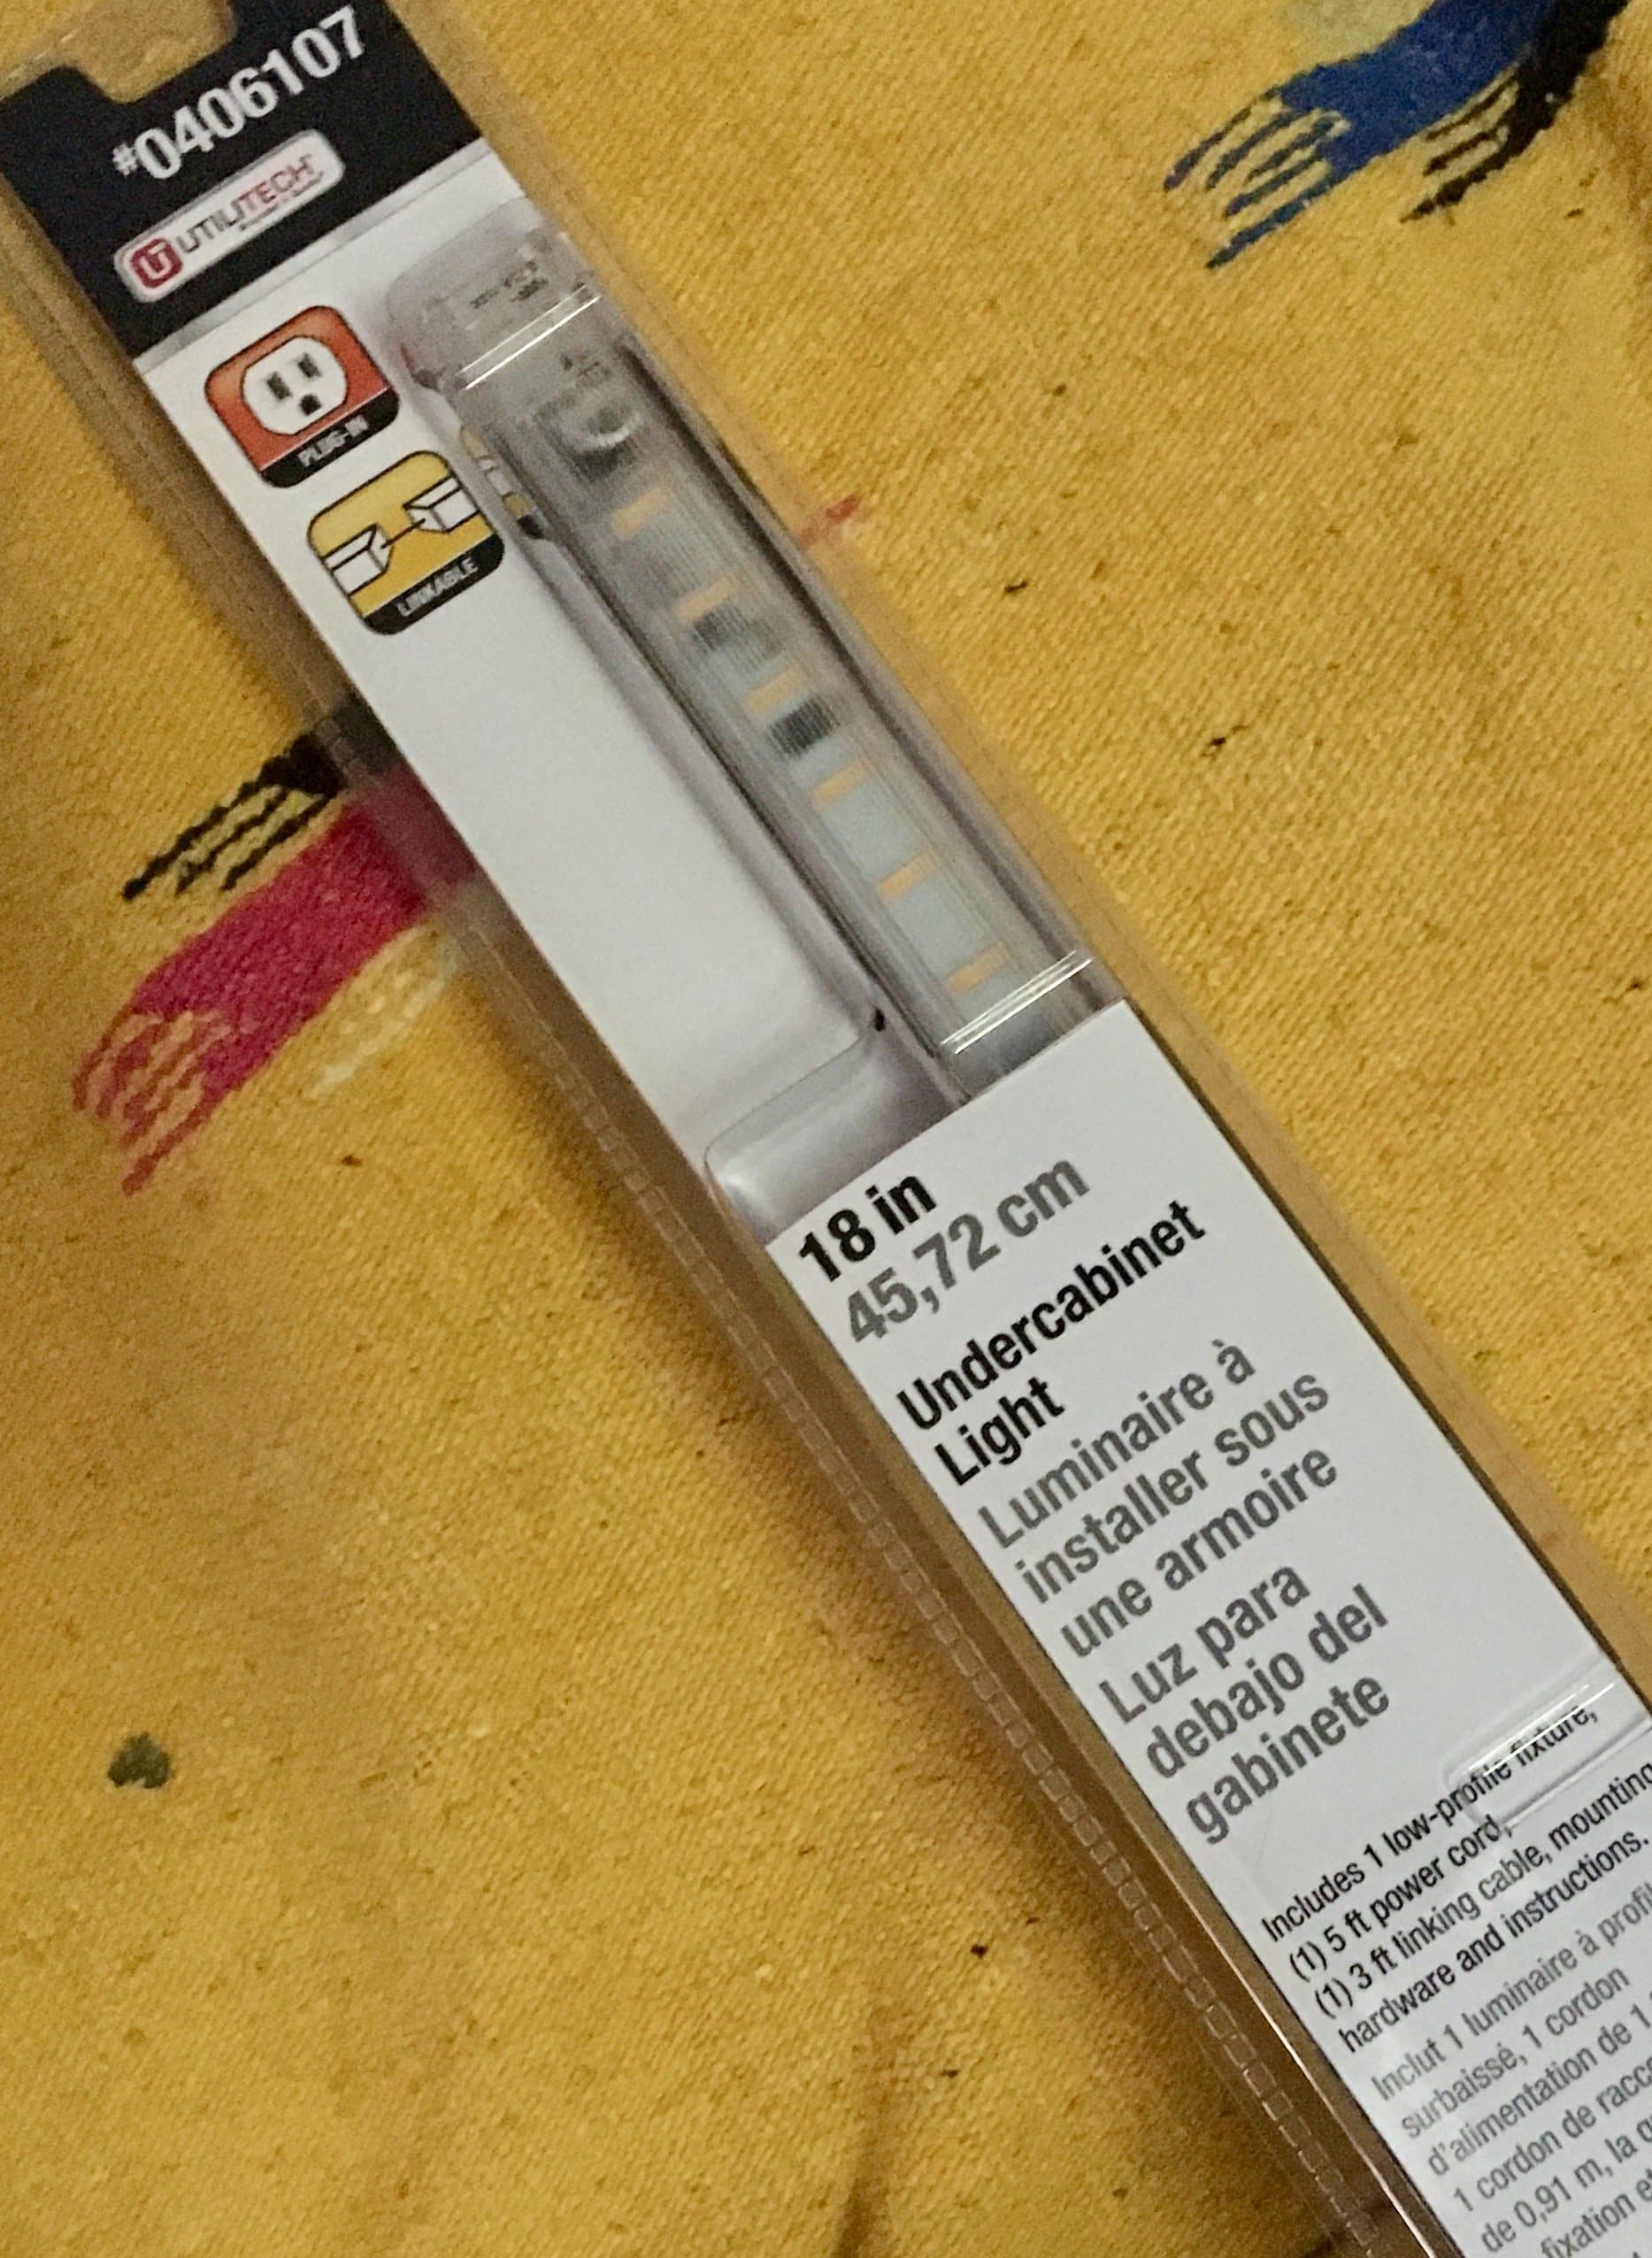 #0406107
UTILITECH
PLUG-IN
LINKABLE
18 in
45,72 cm
Undercabinet
Light
Luminaire à
installer sous
une armoire
Luz para
debajo del
gabinete
Includes 1 low-profile fixture,
(1) 5 ft power cord,
(1) 3 ft linking cable, mounting
hardware and instructions.
Inclut 1 luminaire à
surbaissé, 1 cordon
d'alimentation de
1 cordon de
de 0,91 m, la
fixation